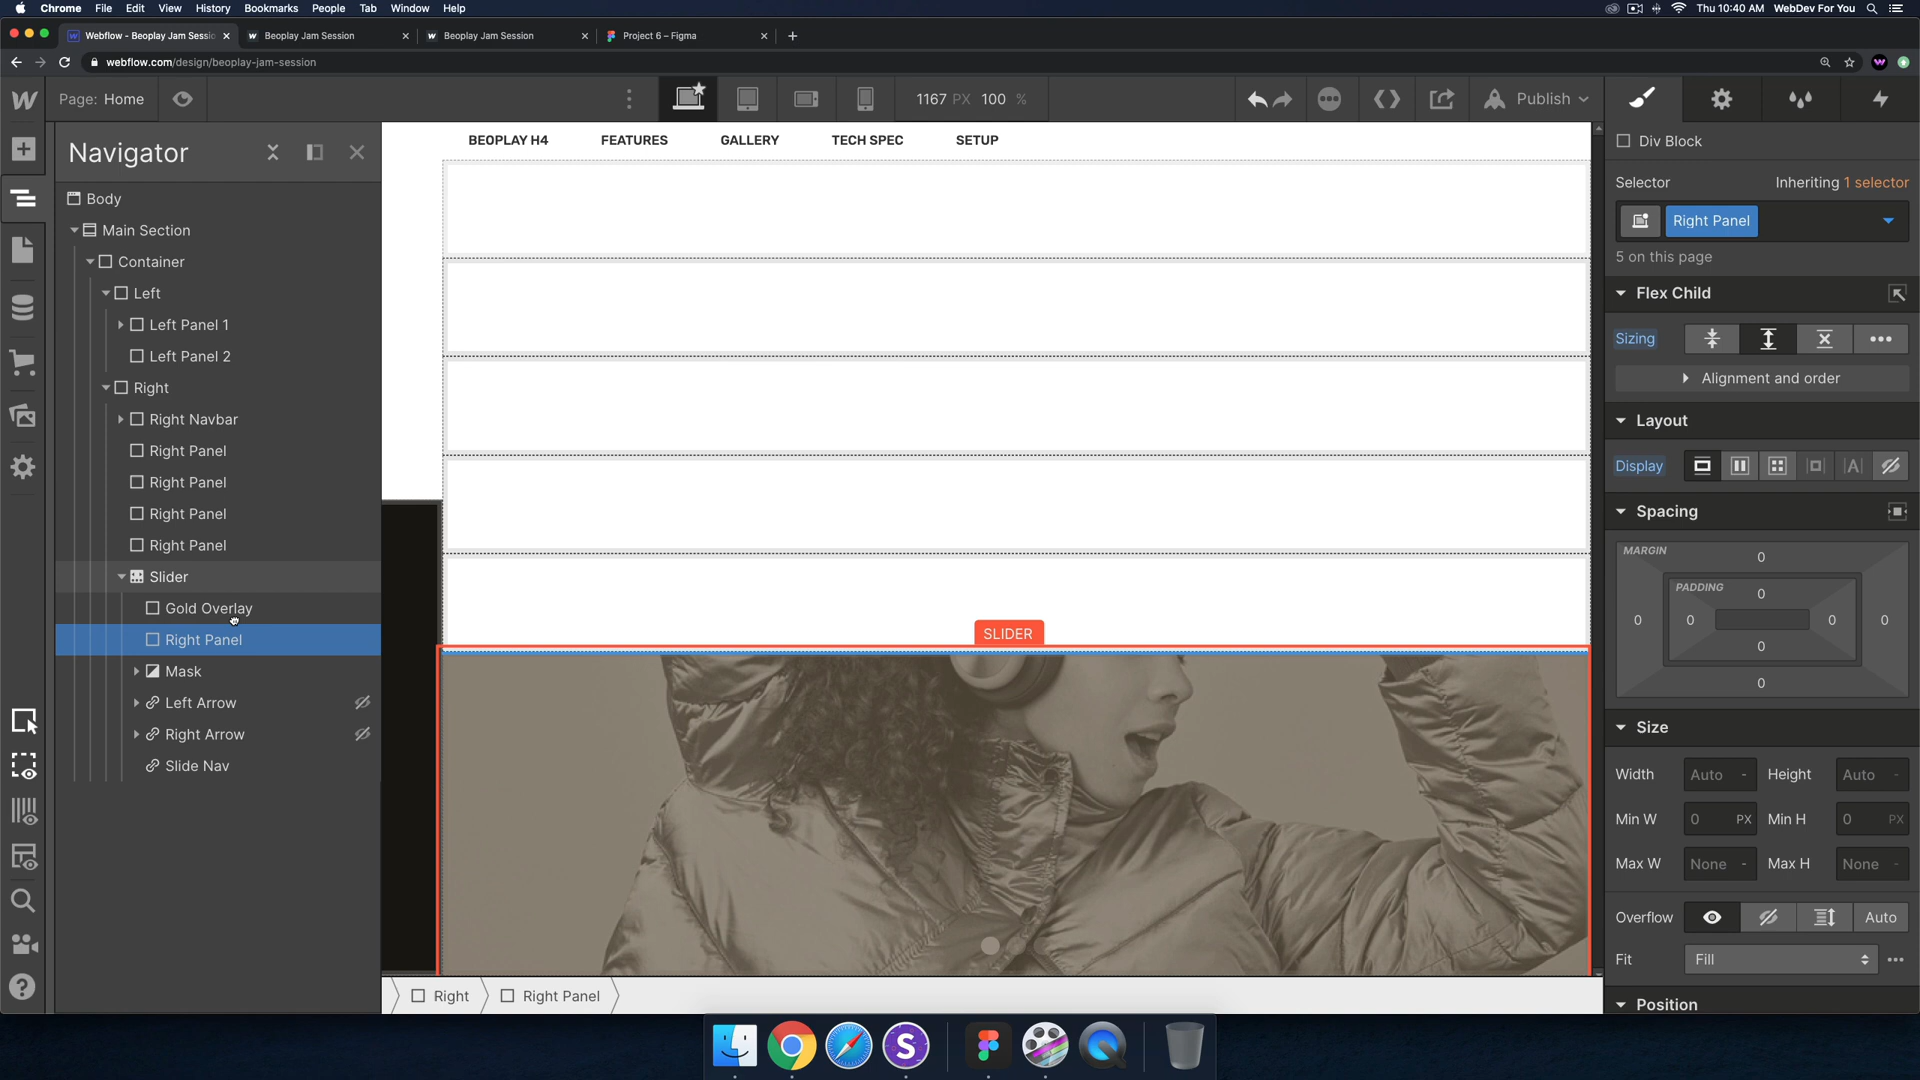 Chrome File Edit View History Bookmarks People Tab Window Help
Thu 10:40 AM WebDev For You
Webflow - Beoplay Jam Sessio
Beoplay Jam Session
Beoplay Jam Session
Project 6 – Figma
webflow.com/design/beoplay-jam-session
Page: Home
1167 PX 100 %
Publish
Navigator
Body
Main Section
Container
Left
Left Panel 1
Left Panel 2
Right
Right Navbar
Right Panel
Right Panel
Right Panel
Right Panel
Slider
Gold Overlay
Right Panel
Mask
Left Arrow
Right Arrow
Slide Nav
BEOPLAY H4 FEATURES GALLERY TECH SPEC SETUP
SLIDER
Right Right Panel
Div Block
Selector Inheriting 1 selector
Right Panel
5 on this page
Flex Child
Sizing
Alignment and order
Layout
Display
Spacing
MARGIN
0
PADDING
0
0 0 0 0
0
0
Size
Width Auto - Height Auto -
Min W 0 PX Min H 0 PX
Max W None - Max H None -
Overflow Auto
Fit Fill
Position